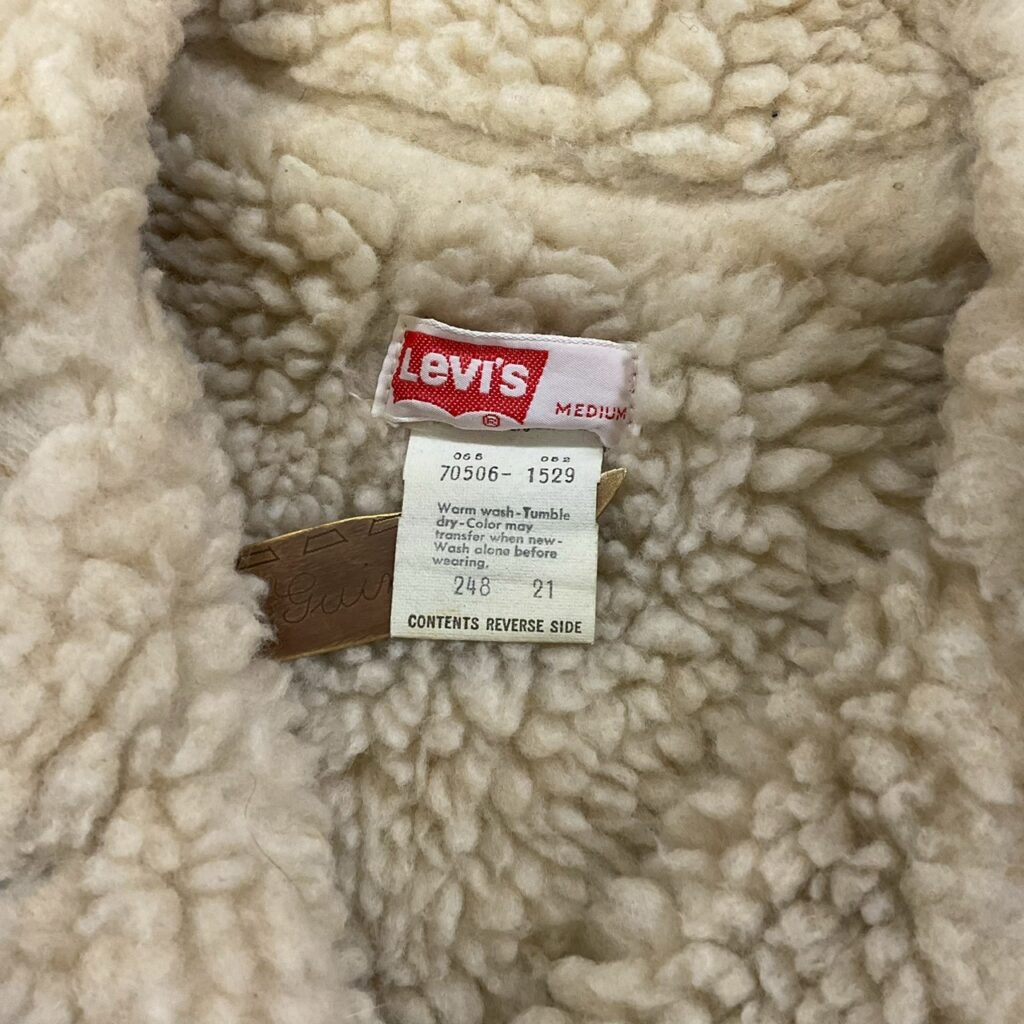 Levi's
®
MEDIUM
066 082
70506- 1529
Warm wash-Tumble
dry-Color may
transfer when new-
Wash alone before
wearing.
248 21
CONTENTS REVERSE SIDE